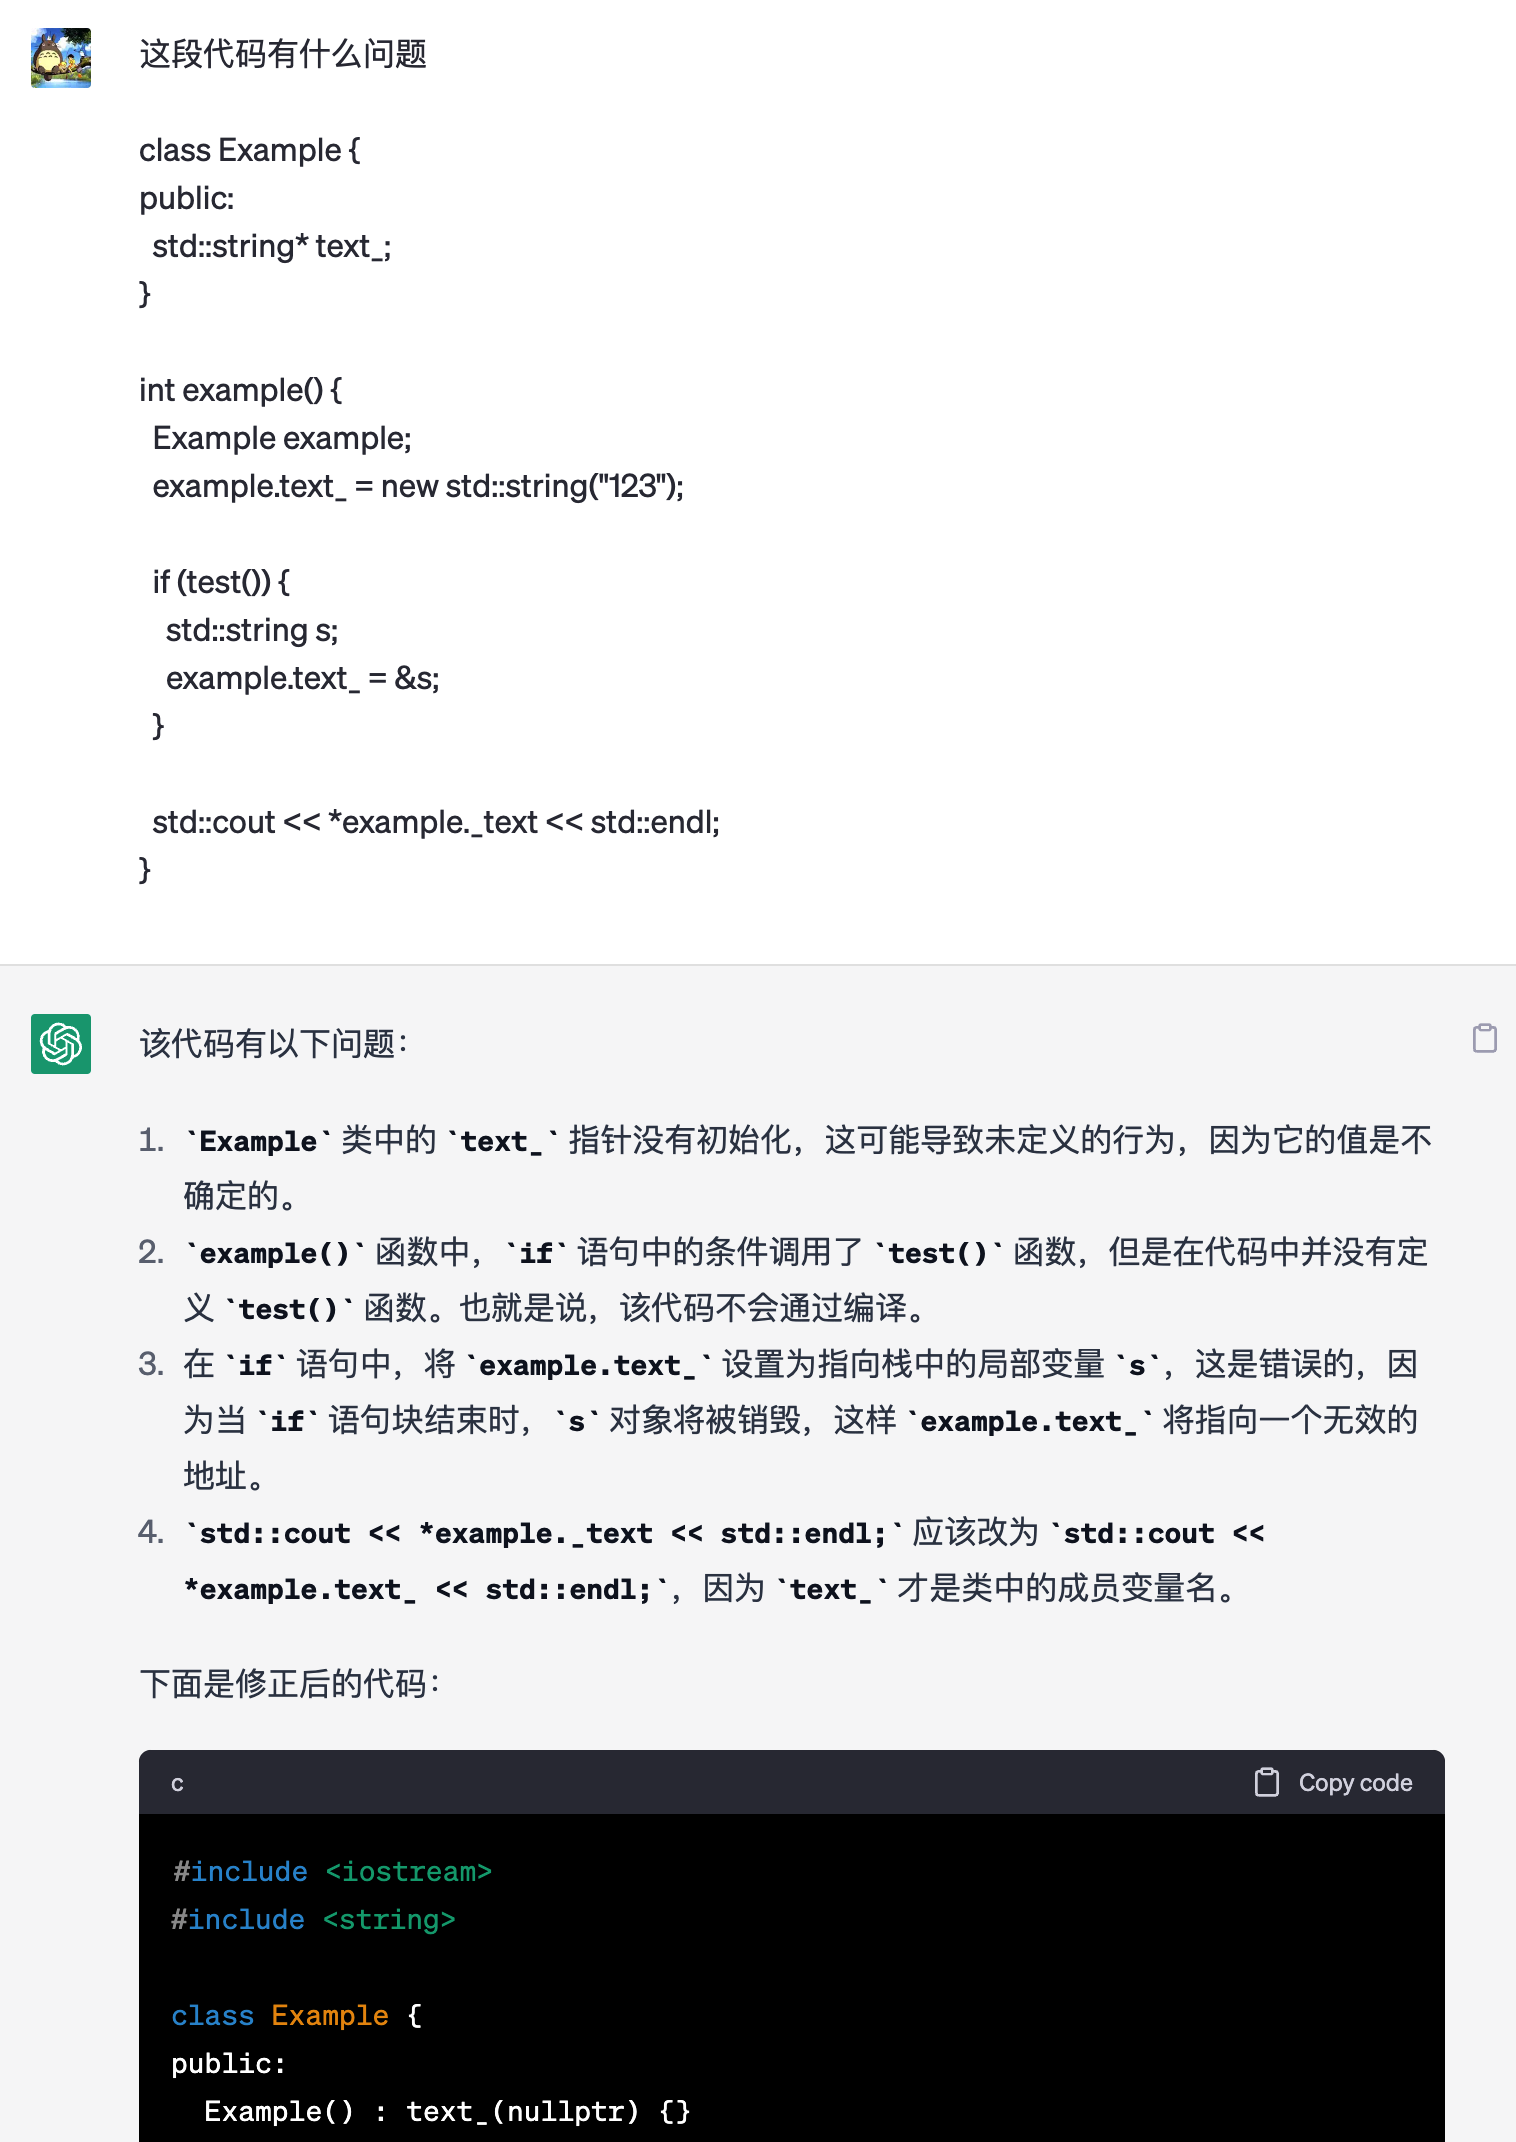 这段代码有什么问题
class Example {
public:
  std::string* text_;
}
int example() {
  Example example;
  example.text_ = new std::string("123");
  if (test()) {
    std::string s;
    example.text_ = &s;
  }
  std::cout << *example._text << std::endl;
}
该代码有以下问题：
1. `Example` 类中的 `text_` 指针没有初始化，这可能导致未定义的行为，因为它的值是不
确定的。
2. `example()` 函数中，`if` 语句中的条件调用了 `test()` 函数，但是在代码中并没有定
义 `test()` 函数。也就是说，该代码不会通过编译。
3. 在 `if` 语句中，将 `example.text_` 设置为指向栈中的局部变量 `s`，这是错误的，因
为当 `if` 语句块结束时，`s` 对象将被销毁，这样 `example.text_` 将指向一个无效的
地址。
4. `std::cout << *example._text << std::endl;` 应该改为 `std::cout <<
*example.text_ << std::endl;`，因为 `text_` 才是类中的成员变量名。
下面是修正后的代码：
c Copy code
#include <iostream>
#include <string>
class Example {
public:
  Example() : text_(nullptr) {}